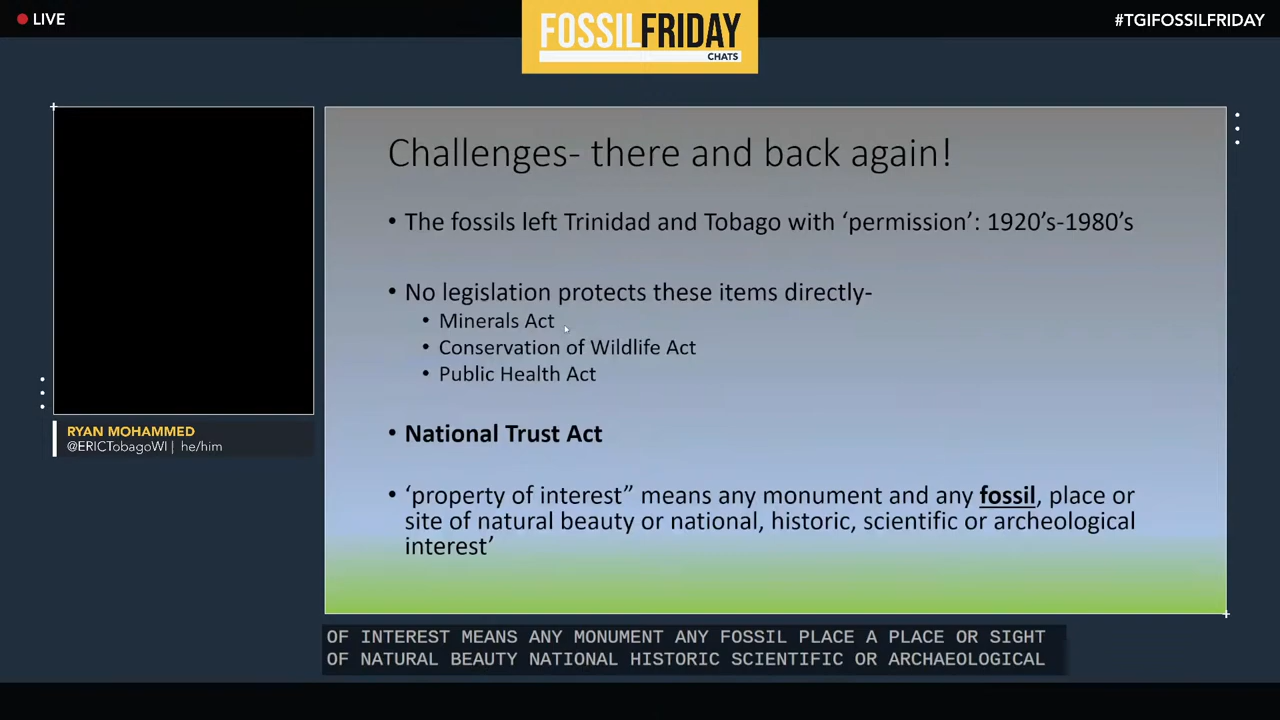 LIVE
FOSSILFRIDAY
CHATS
#TGIFOSSILFRIDAY
Challenges- there and back again!
• The fossils left Trinidad and Tobago with ‘permission’: 1920’s-1980’s
• No legislation protects these items directly-
• Minerals Act
• Conservation of Wildlife Act
• Public Health Act
• National Trust Act
• ‘property of interest” means any monument and any fossil, place or
site of natural beauty or national, historic, scientific or archeological
interest’
RYAN MOHAMMED
@ERICTobagoWI | he/him
OF INTEREST MEANS ANY MONUMENT ANY FOSSIL PLACE A PLACE OR SIGHT
OF NATURAL BEAUTY NATIONAL HISTORIC SCIENTIFIC OR ARCHAEOLOGICAL